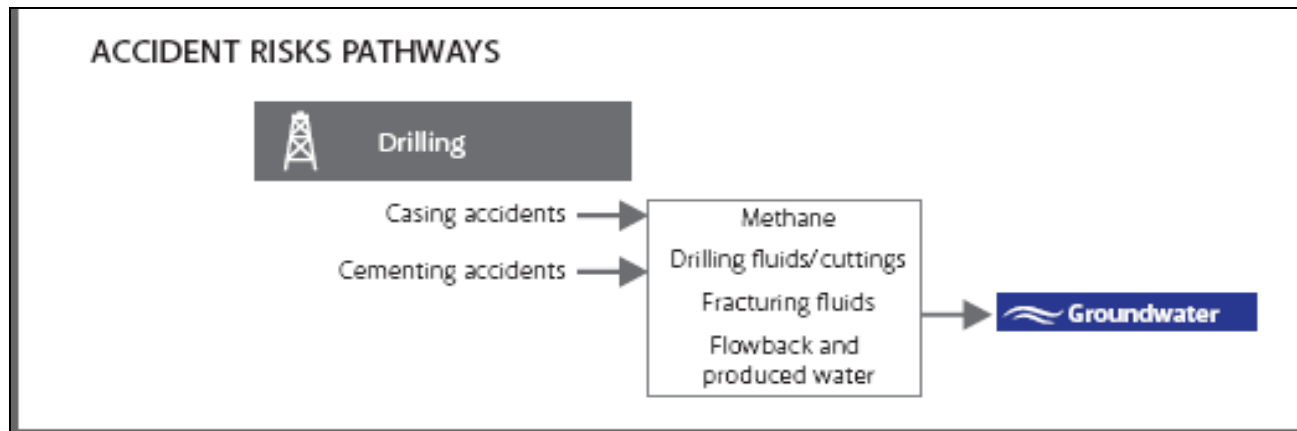 ACCIDENT RISKS PATHWAYS
Drilling
Casing accidents
Cementing accidents
Methane
Drilling fluids/cuttings
Fracturing fluids
Flowback and
produced water
Groundwater